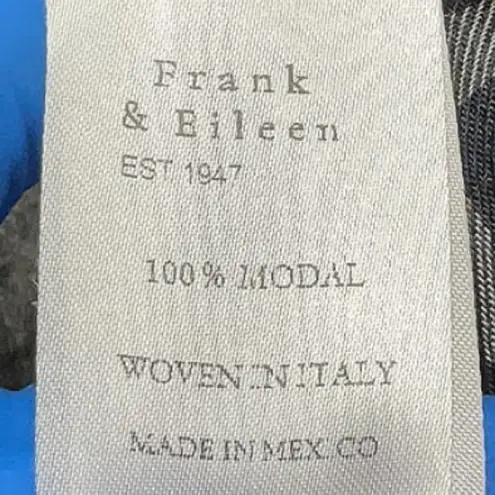 Frank
& Eileen
EST 1947
100% MODAL
WOVEN IN ITALY
MADE IN MEXICO